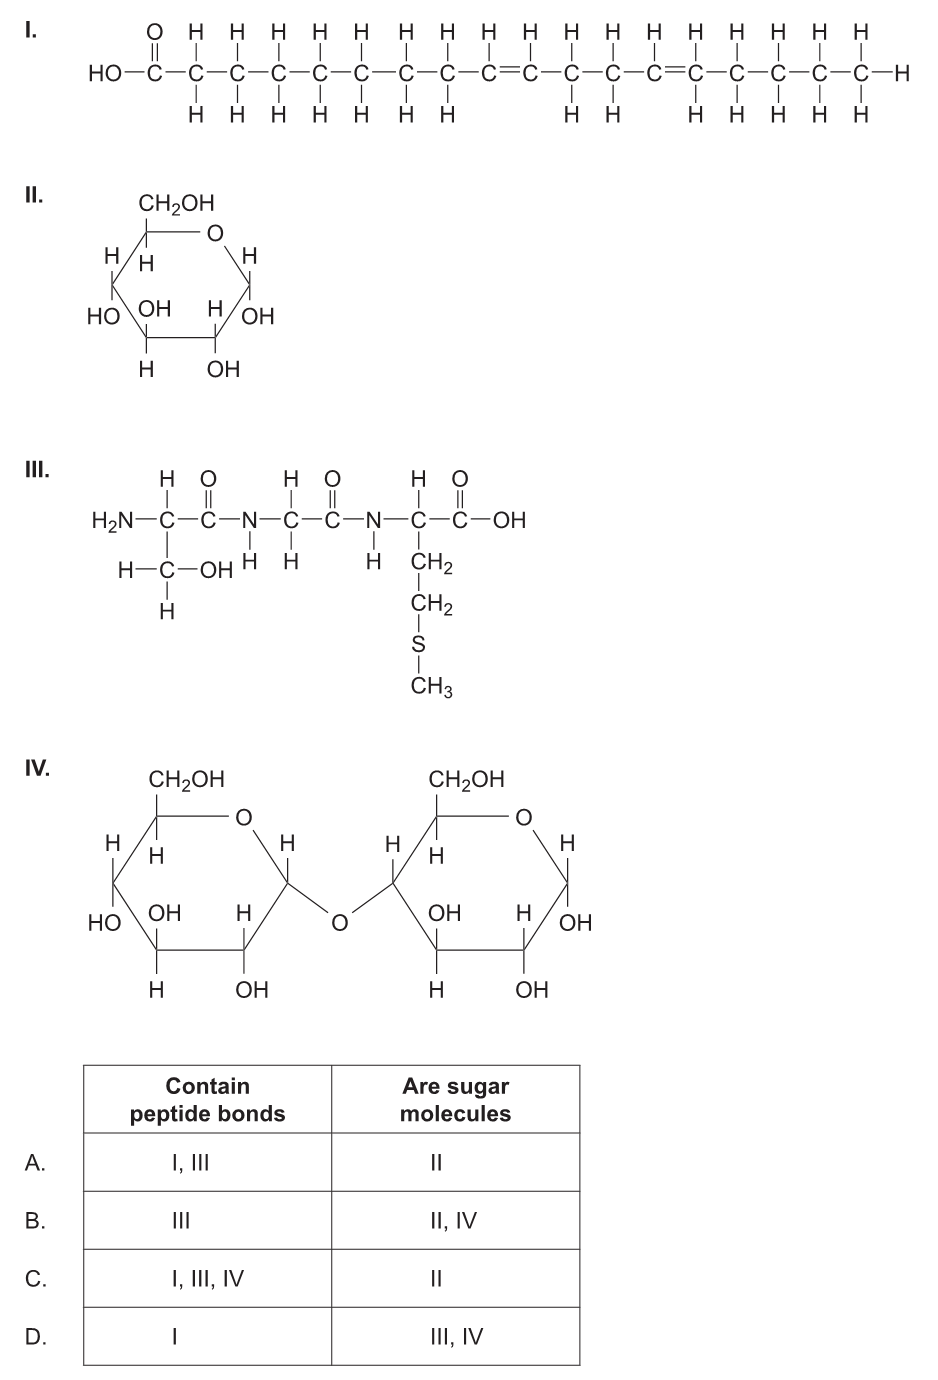 I.
O H H H H H H H H H H H H H H H H H
HO–C–C–C–C–C–C–C–C–C=C–C–C–C=C–C–C–C–C–H
H H H H H H H H H H H H H H
II.
CH₂OH
O
H H H
HO OH H OH
H OH
III.
H O H O H O
H₂N–C–C–N–C–C–N–C–C–OH
H–C–OH H H H CH₂
H CH₂
S
CH₃
IV.
CH₂OH CH₂OH
O O
H H H H
H H
HO OH H O OH H OH
H OH H OH
Contain Are sugar
peptide bonds molecules
A. I, III II
B. III II, IV
C. I, III, IV II
D. I III, IV